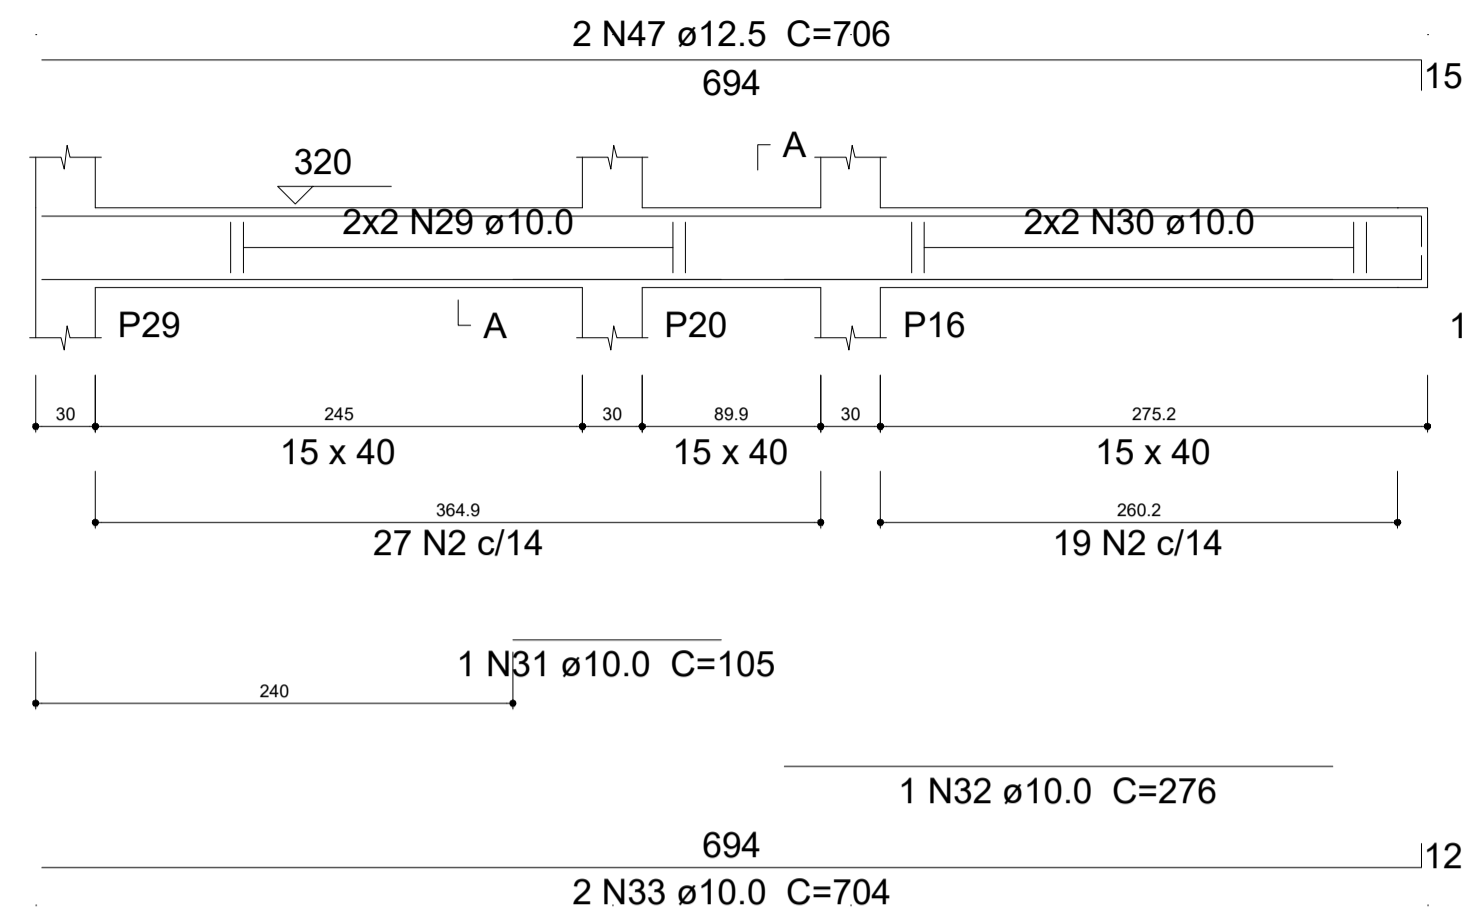 2 N47 ø12.5 C=706
694
15
A
320
2x2 N29 ø10.0
2x2 N30 ø10.0
P29
A
P20
P16
1
30
245
30
89.9
30
275.2
15 x 40
15 x 40
15 x 40
364.9
260.2
27 N2 c/14
19 N2 c/14
1 N31 ø10.0 C=105
240
1 N32 ø10.0 C=276
694
12
2 N33 ø10.0 C=704